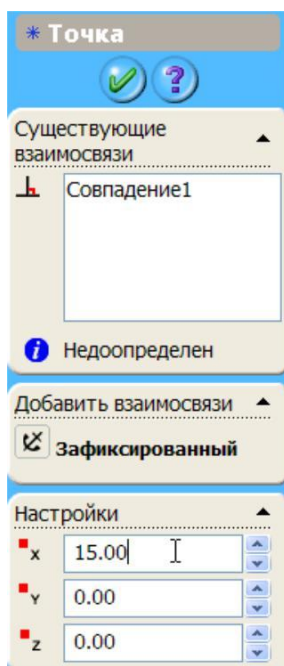 * Точка
?
Существующие
взаимосвязи
Совпадение1
i Недоопределен
Добавить взаимосвязи
Зафиксированный
Настройки
X 15.00
Y 0.00
Z 0.00